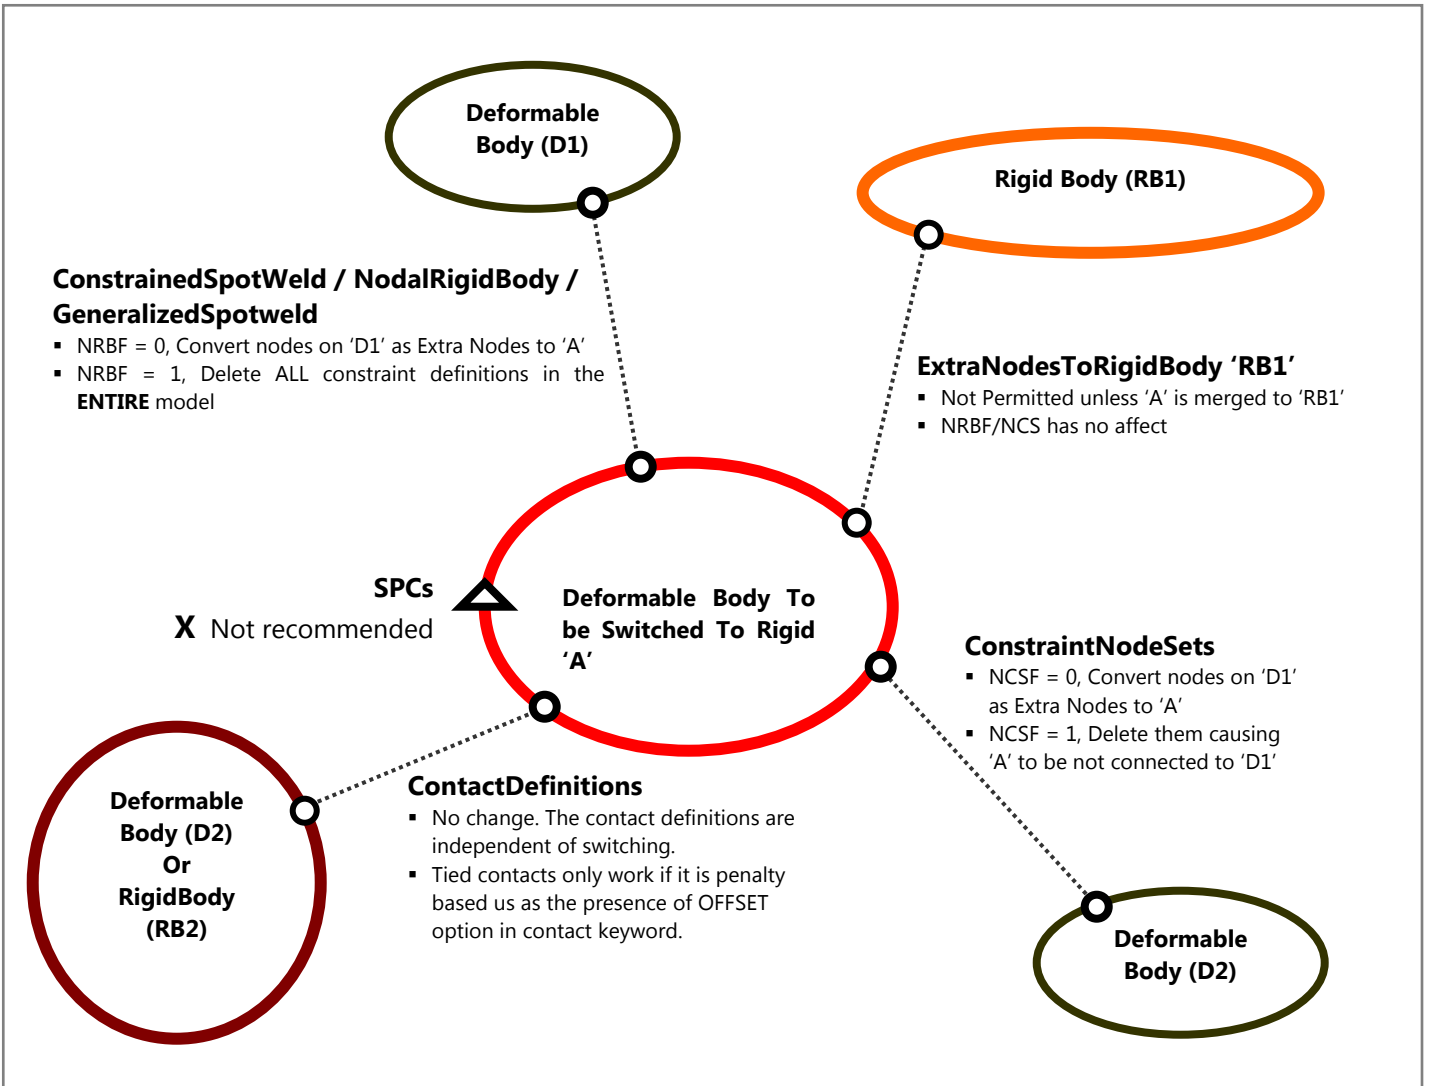 Deformable
Body (D1)
Rigid Body (RB1)
ConstrainedSpotWeld / NodalRigidBody /
GeneralizedSpotweld
▪ NRBF = 0, Convert nodes on ‘D1’ as Extra Nodes to ‘A’
▪ NRBF = 1, Delete ALL constraint definitions in the
ENTIRE model
ExtraNodesToRigidBody ‘RB1’
▪ Not Permitted unless ‘A’ is merged to ‘RB1’
▪ NRBF/NCS has no affect
SPCs
X Not recommended
Deformable Body To
be Switched To Rigid
‘A’
ConstraintNodeSets
▪ NCSF = 0, Convert nodes on ‘D1’
as Extra Nodes to ‘A’
▪ NCSF = 1, Delete them causing
‘A’ to be not connected to ‘D1’
Deformable
Body (D2)
Or
RigidBody
(RB2)
ContactDefinitions
▪ No change. The contact definitions are
independent of switching.
▪ Tied contacts only work if it is penalty
based us as the presence of OFFSET
option in contact keyword.
Deformable
Body (D2)